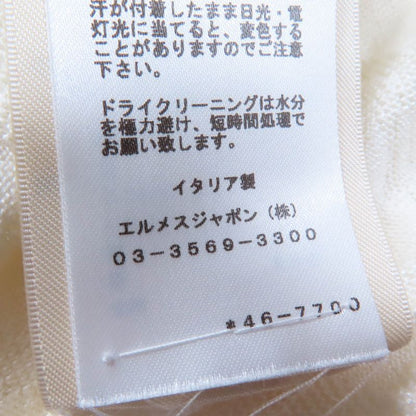 汗が付着したまま日光・電
灯光に当てると、変色する
ことがありますのでご注意
下さい。
ドライクリーニングは水分
を極力避け、短時間処理で
お願い致します。
イタリア製
エルメスジャポン（株）
03-3569-3300
*46-7700